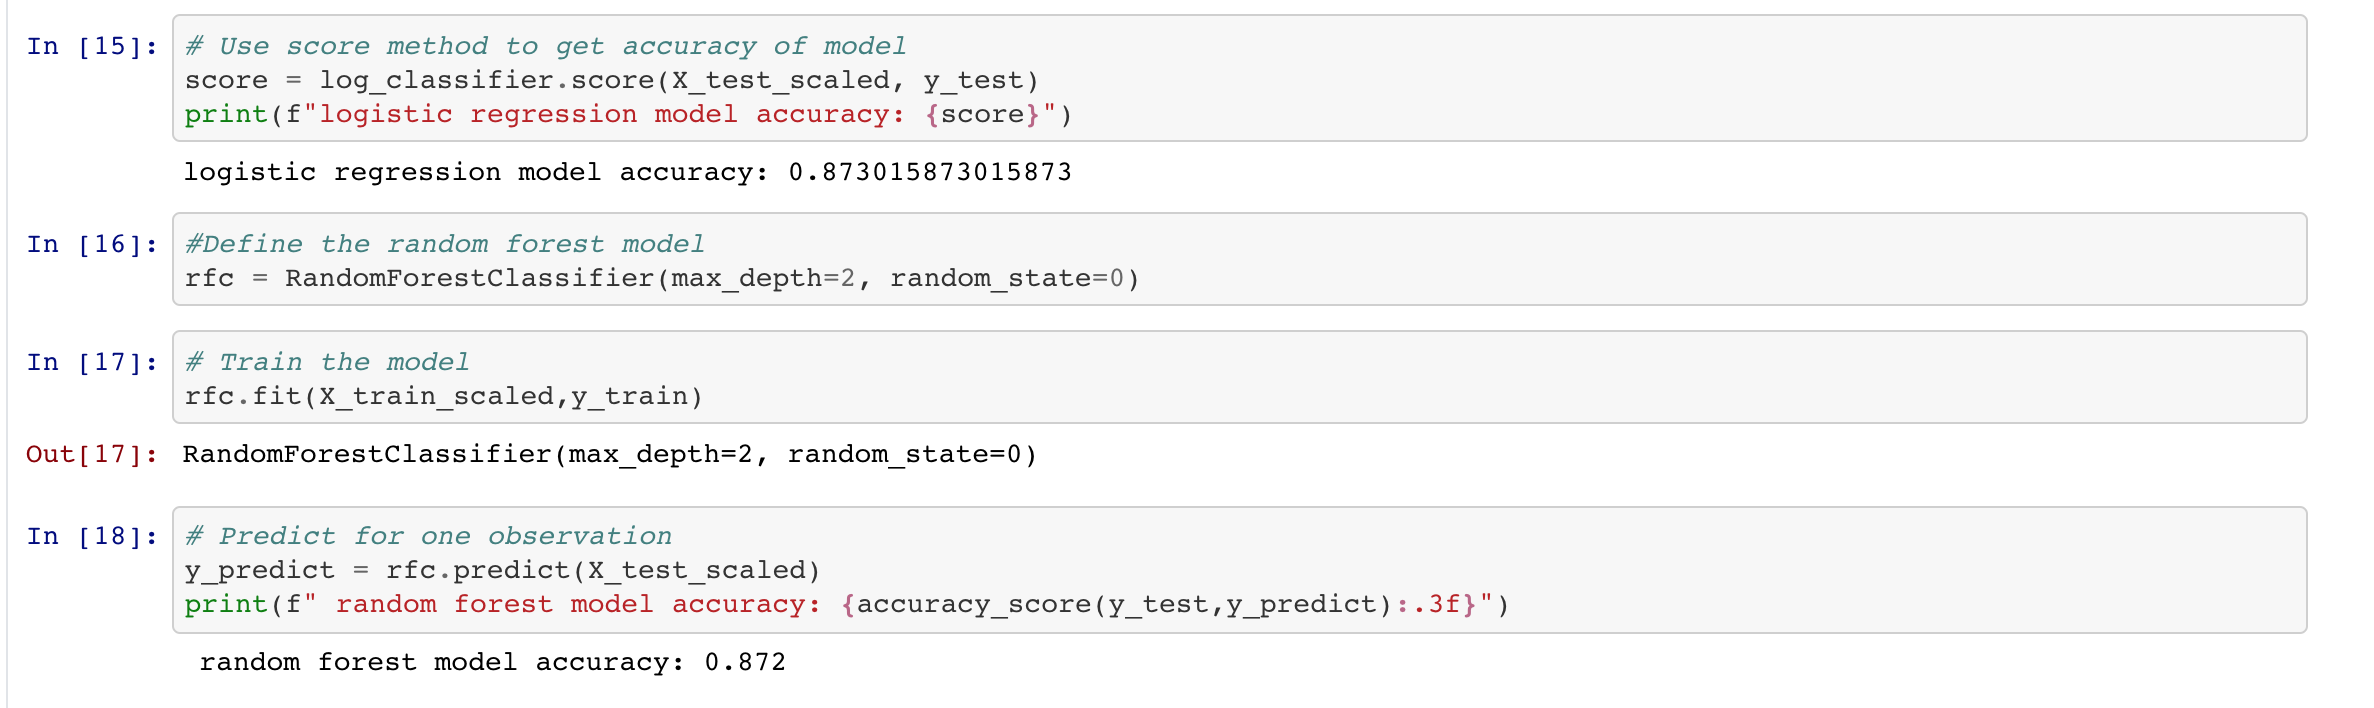 In [15]: # Use score method to get accuracy of model
score = log_classifier.score(X_test_scaled, y_test)
print(f"logistic regression model accuracy: {score}")
logistic regression model accuracy: 0.873015873015873
In [16]: #Define the random forest model
rfc = RandomForestClassifier(max_depth=2, random_state=0)
In [17]: # Train the model
rfc.fit(X_train_scaled,y_train)
Out[17]: RandomForestClassifier(max_depth=2, random_state=0)
In [18]: # Predict for one observation
y_predict = rfc.predict(X_test_scaled)
print(f" random forest model accuracy: {accuracy_score(y_test,y_predict):.3f}")
random forest model accuracy: 0.872